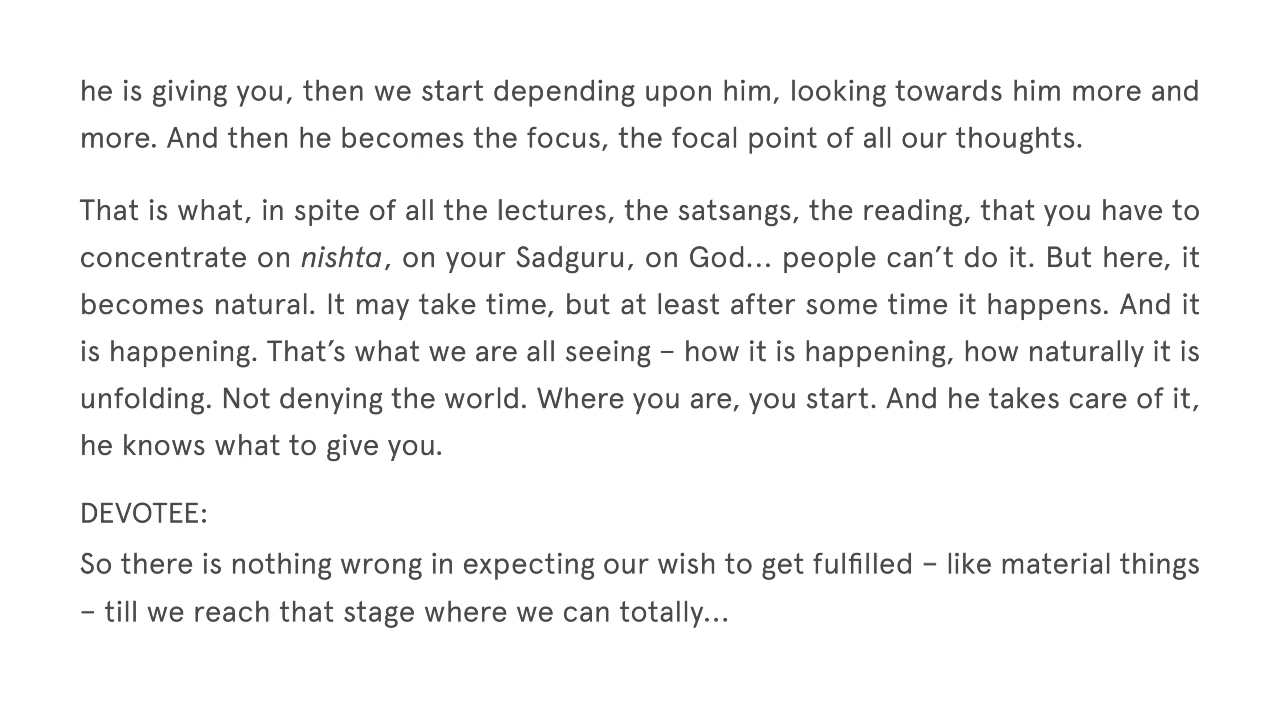 he is giving you, then we start depending upon him, looking towards him more and
more. And then he becomes the focus, the focal point of all our thoughts.
That is what, in spite of all the lectures, the satsangs, the reading, that you have to
concentrate on nishta, on your Sadguru, on God... people can’t do it. But here, it
becomes natural. It may take time, but at least after some time it happens. And it
is happening. That’s what we are all seeing – how it is happening, how naturally it is
unfolding. Not denying the world. Where you are, you start. And he takes care of it,
he knows what to give you.
DEVOTEE:
So there is nothing wrong in expecting our wish to get fulfilled – like material things
– till we reach that stage where we can totally...